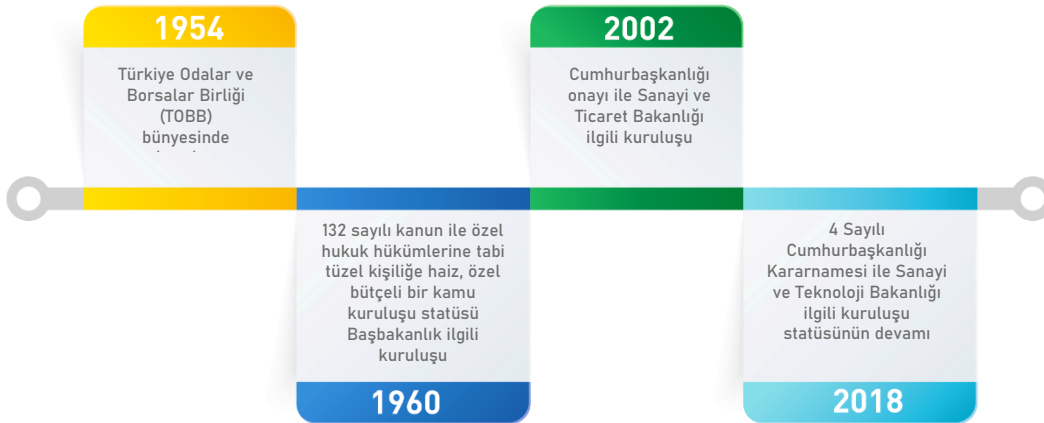 1954
Türkiye Odalar ve
Borsalar Birliği
(TOBB)
bünyesinde
132 sayılı kanun ile özel
hukuk hükümlerine tabi
tüzel kişiliğe haiz, özel
bütçeli bir kamu
kuruluşu statüsü
Başbakanlık ilgili
kuruluşu
1960
2002
Cumhurbaşkanlığı
onayı ile Sanayi ve
Ticaret Bakanlığı
ilgili kuruluşu
4 Sayılı
Cumhurbaşkanlığı
Kararnamesi ile Sanayi
ve Teknoloji Bakanlığı
ilgili kuruluşu
statüsünün devamı
2018